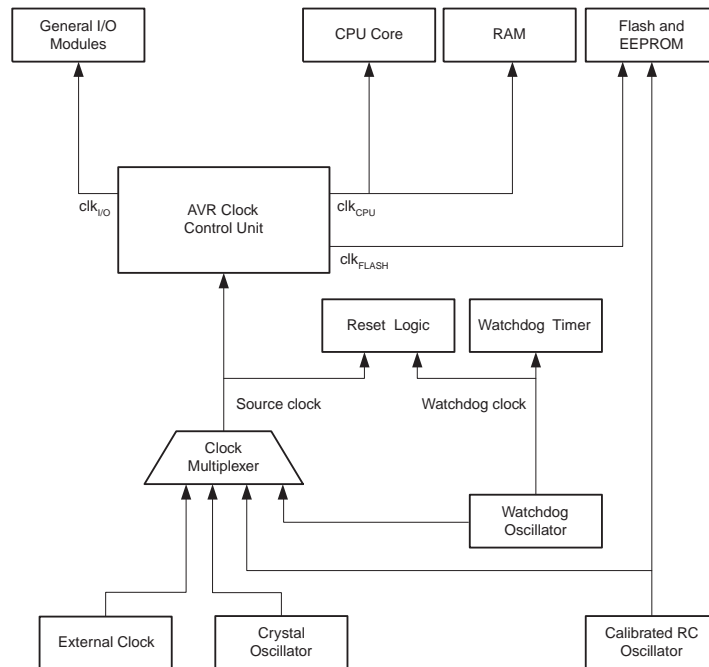 General I/O
Modules
CPU Core
RAM
Flash and
EEPROM
clkI/O
AVR Clock
Control Unit
clkCPU
clkFLASH
Reset Logic
Watchdog Timer
Source clock
Watchdog clock
Clock
Multiplexer
Watchdog
Oscillator
External Clock
Crystal
Oscillator
Calibrated RC
Oscillator